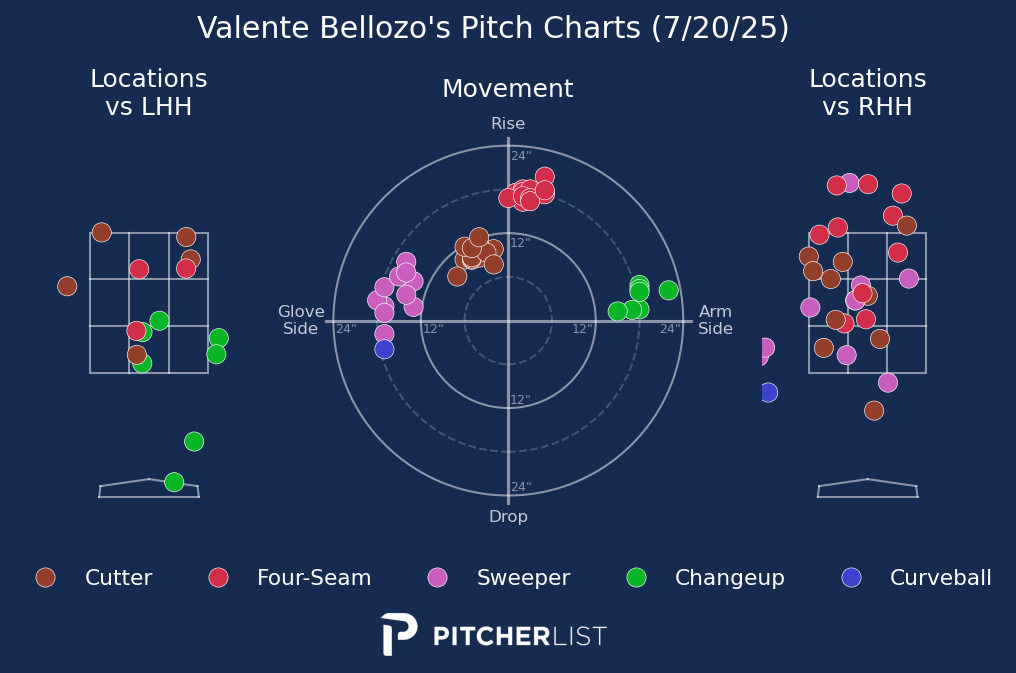 Valente Bellozo's Pitch Charts (7/20/25)
Locations
vs LHH
Movement
Locations
vs RHH
Rise
24"
12"
Glove
Side
24"
12"
12"
24"
Arm
Side
12"
24"
Drop
Cutter
Four-Seam
Sweeper
Changeup
Curveball
PITCHERLIST